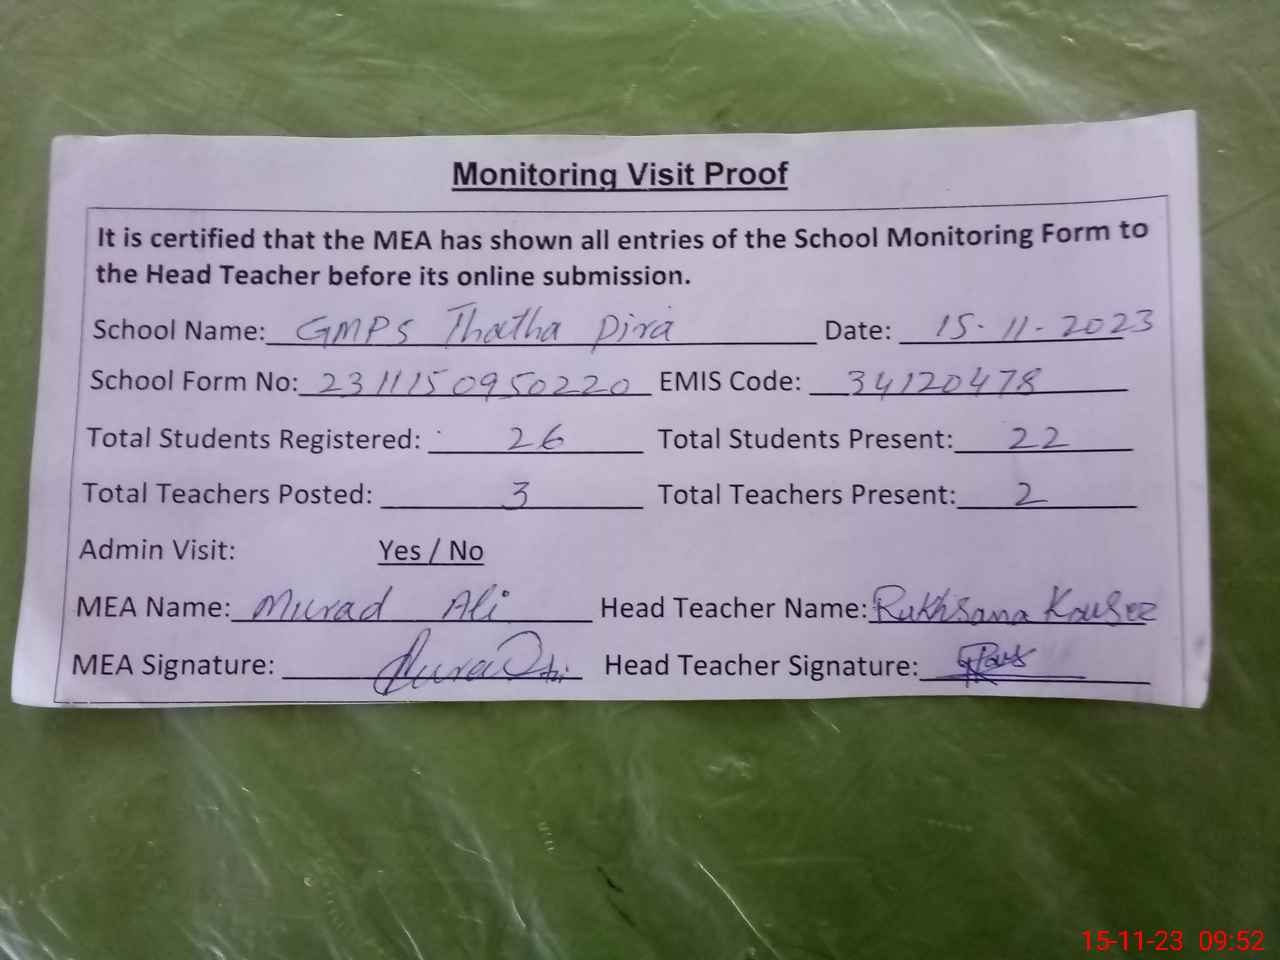 Monitoring Visit Proof
It is certified that the MEA has shown all entries of the School Monitoring Form to
the Head Teacher before its online submission.
School Name: GMPS Thatha Pira Date: 15-11-2023
School Form No: 231115095022​0 EMIS Code: 34120478
Total Students Registered: 26 Total Students Present: 22
Total Teachers Posted: 3 Total Teachers Present: 2
Admin Visit: Yes / No
MEA Name: Murad Ali Head Teacher Name: Rukhsana Kouser
MEA Signature: Head Teacher Signature:
15-11-23 09:52